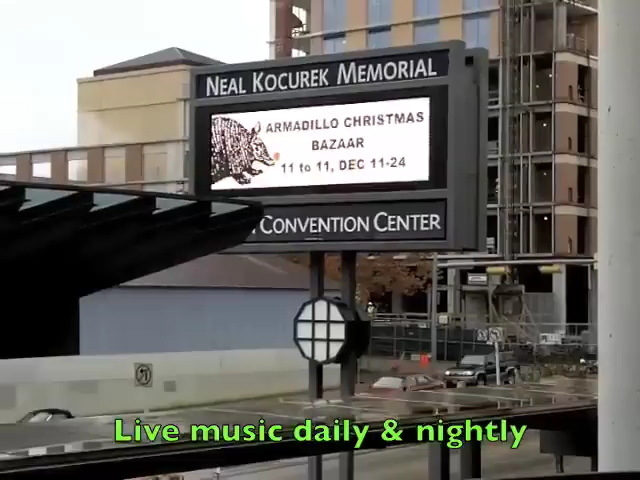 NEAL KOCUREK MEMORIAL
ARMADILLO CHRISTMAS
BAZAAR
11 to 11, DEC 11-24
CONVENTION CENTER
Live music daily & nightly